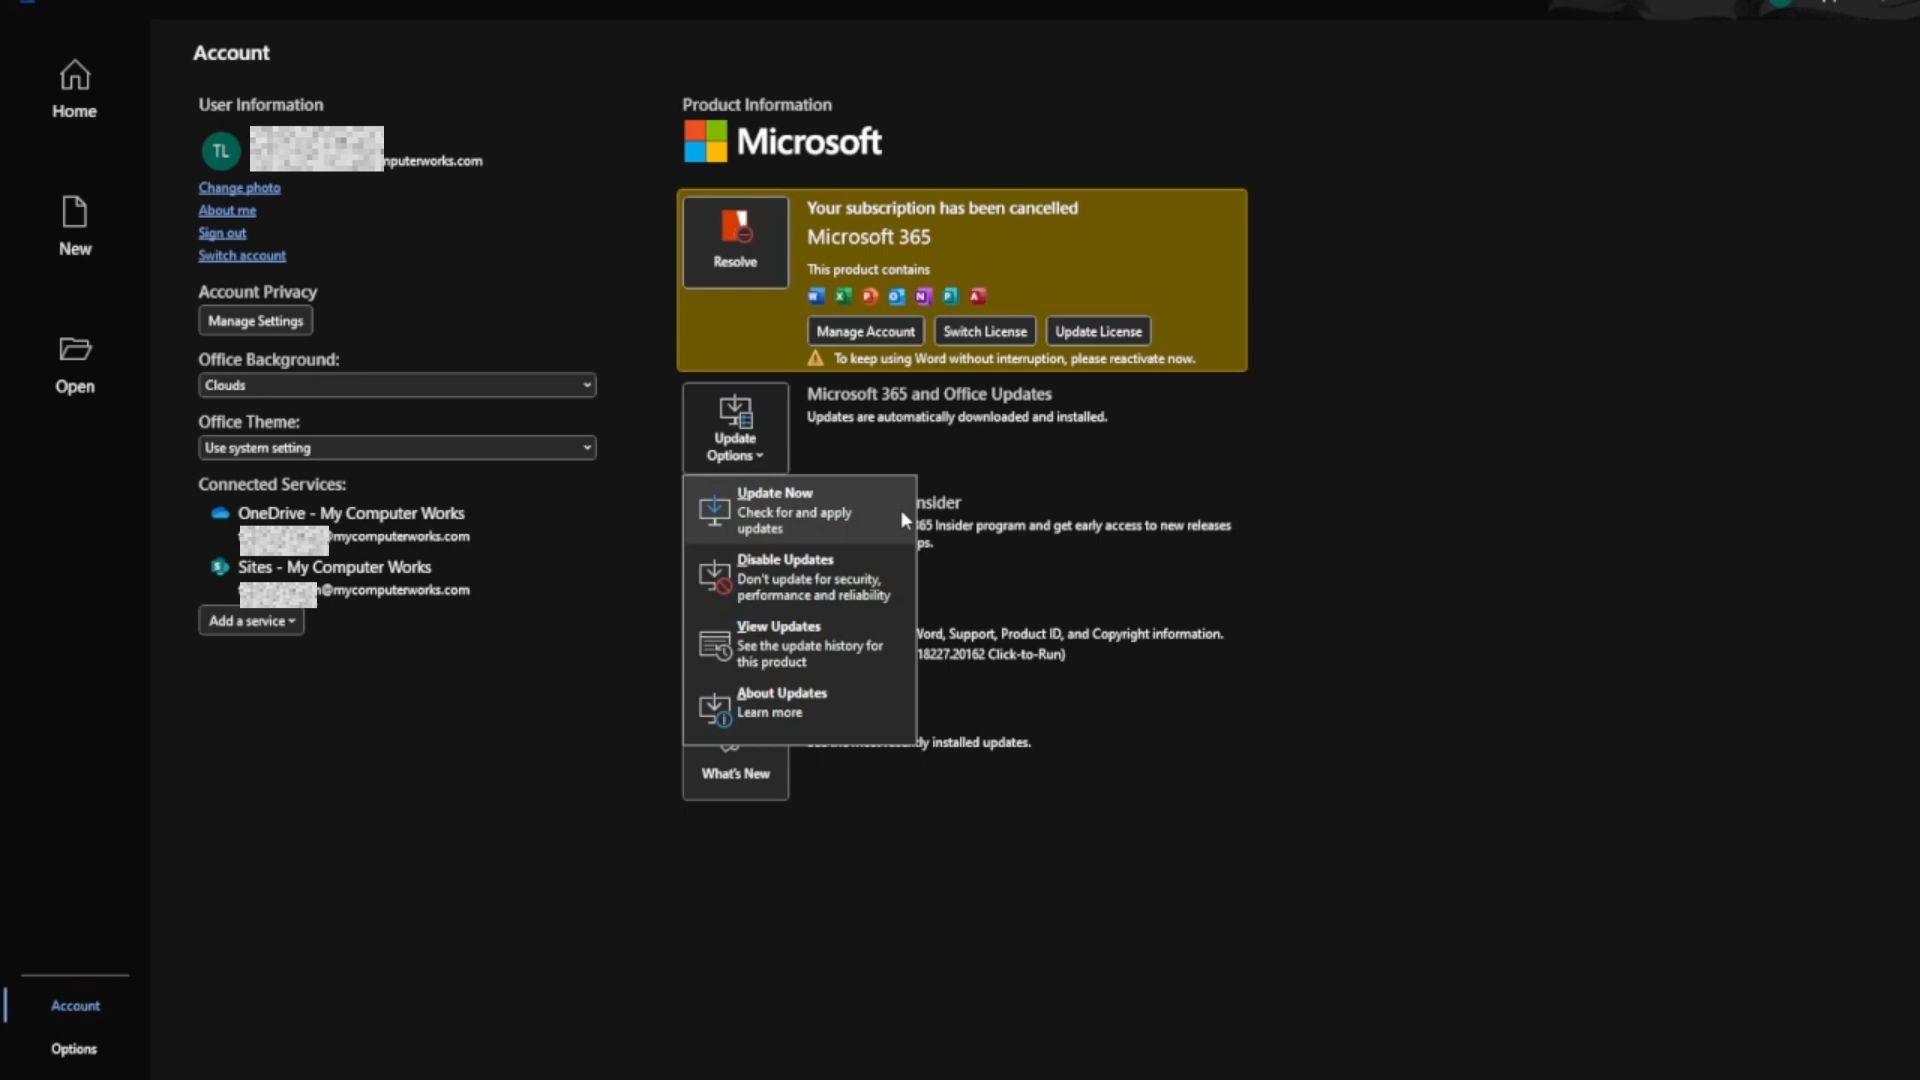 Home
New
Open
Account
Options
Account
User Information
TL
nputerworks.com
Change photo
About me
Sign out
Switch account
Account Privacy
Manage Settings
Office Background:
Clouds
Office Theme:
Use system setting
Connected Services:
OneDrive - My Computer Works
@mycomputerworks.com
Sites - My Computer Works
@mycomputerworks.com
Add a service
Product Information
Microsoft
Resolve
Your subscription has been cancelled
Microsoft 365
This product contains
Manage Account Switch License Update License
To keep using Word without interruption, please reactivate now.
Update
Options
Microsoft 365 and Office Updates
Updates are automatically downloaded and installed.
Update Now
Check for and apply
updates
Disable Updates
Don't update for security,
performance and reliability
View Updates
See the update history for
this product
About Updates
Learn more
nsider
365 Insider program and get early access to new releases
ps.
Word, Support, Product ID, and Copyright information.
18227.20162 Click-to-Run)
installed updates.
What's New